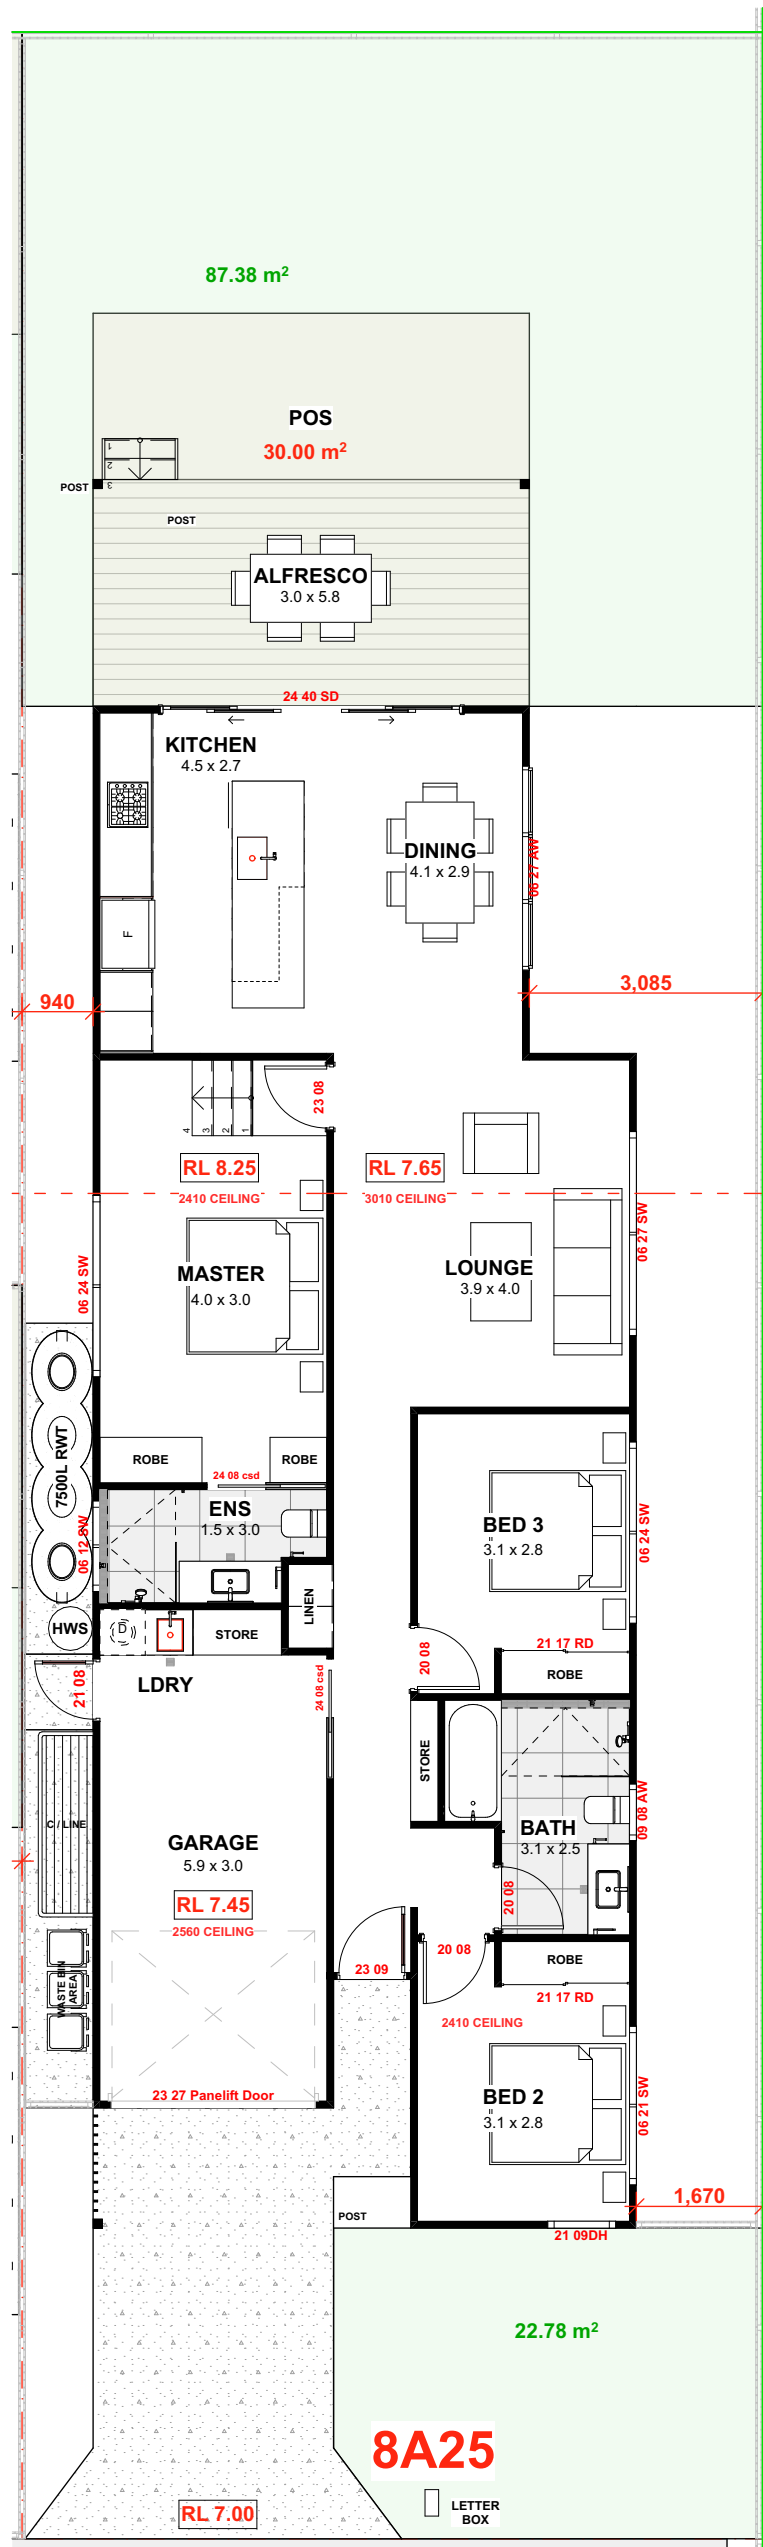 87.38 m²
POS
30.00 m²
1
2
3
POST
POST
ALFRESCO
3.0 x 5.8
24 40 SD
KITCHEN
4.5 x 2.7
DINING
4.1 x 2.9
06 27 AW
F
940
3,085
23 08
4
3
2
1
RL 8.25
2410 CEILING
RL 7.65
3010 CEILING
06 24 SW
MASTER
4.0 x 3.0
LOUNGE
3.9 x 4.0
06 27 SW
7500L RWT
ROBE
ROBE
24 08 csd
ENS
1.5 x 3.0
06 12 SW
BED 3
3.1 x 2.8
06 24 SW
HWS
D
STORE
LINEN
21 08
LDRY
24 08 csd
20 08
21 17 RD
ROBE
STORE
C / LINE
GARAGE
5.9 x 3.0
RL 7.45
2560 CEILING
BATH
3.1 x 2.5
09 08 AW
20 08
WASTE BIN
AREA
23 09
20 08
ROBE
21 17 RD
2410 CEILING
23 27 Panelift Door
BED 2
3.1 x 2.8
06 21 SW
1,670
POST
21 09DH
22.78 m²
8A25
RL 7.00
LETTER
BOX